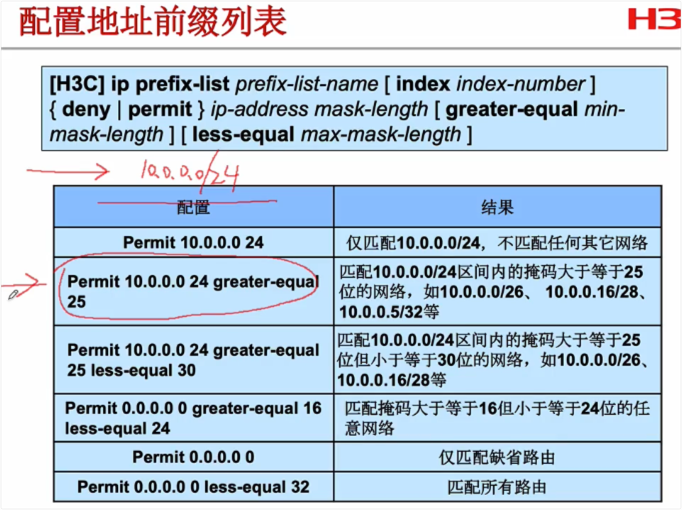 配置地址前缀列表
H3
[H3C] ip prefix-list prefix-list-name [ index index-number ]
{ deny | permit } ip-address mask-length [ greater-equal min-
mask-length ] [ less-equal max-mask-length ]
10.0.0.0/24
配置
结果
Permit 10.0.0.0 24
仅匹配10.0.0.0/24，不匹配任何其它网络
Permit 10.0.0.0 24 greater-equal
25
匹配10.0.0.0/24区间内的掩码大于等于25
位的网络，如10.0.0.0/26、 10.0.0.16/28、
10.0.0.5/32等
Permit 10.0.0.0 24 greater-equal
25 less-equal 30
匹配10.0.0.0/24区间内的掩码大于等于25
位但小于等于30位的网络，如10.0.0.0/26、
10.0.0.16/28等
Permit 0.0.0.0 0 greater-equal 16
less-equal 24
匹配掩码大于等于16但小于等于24位的任
意网络
Permit 0.0.0.0 0
仅匹配缺省路由
Permit 0.0.0.0 0 less-equal 32
匹配所有路由